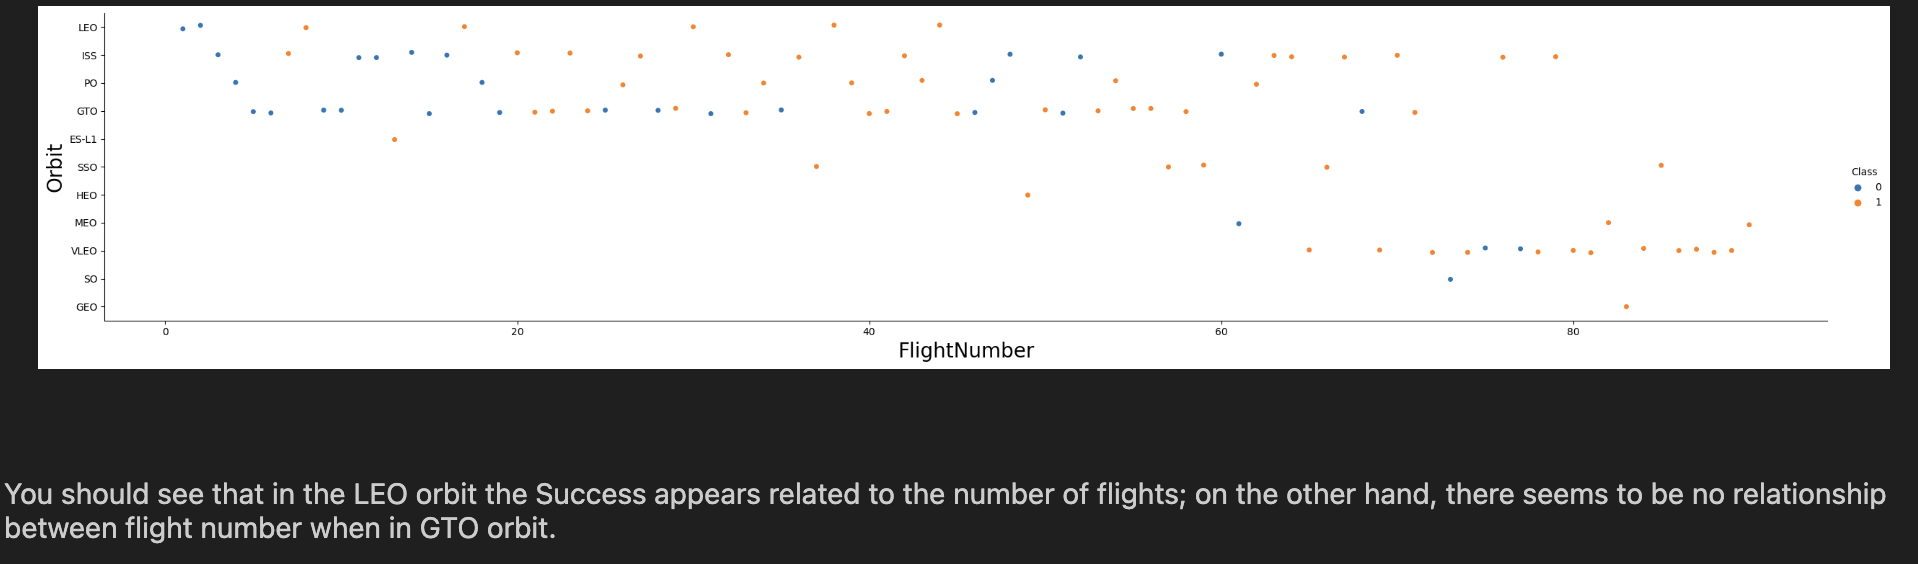 LEO
ISS
PO
GTO
ES-L1
SSO
HEO
MEO
VLEO
SO
GEO
Orbit
0 20 40 60 80
FlightNumber
Class
0
1
You should see that in the LEO orbit the Success appears related to the number of flights; on the other hand, there seems to be no relationship
between flight number when in GTO orbit.